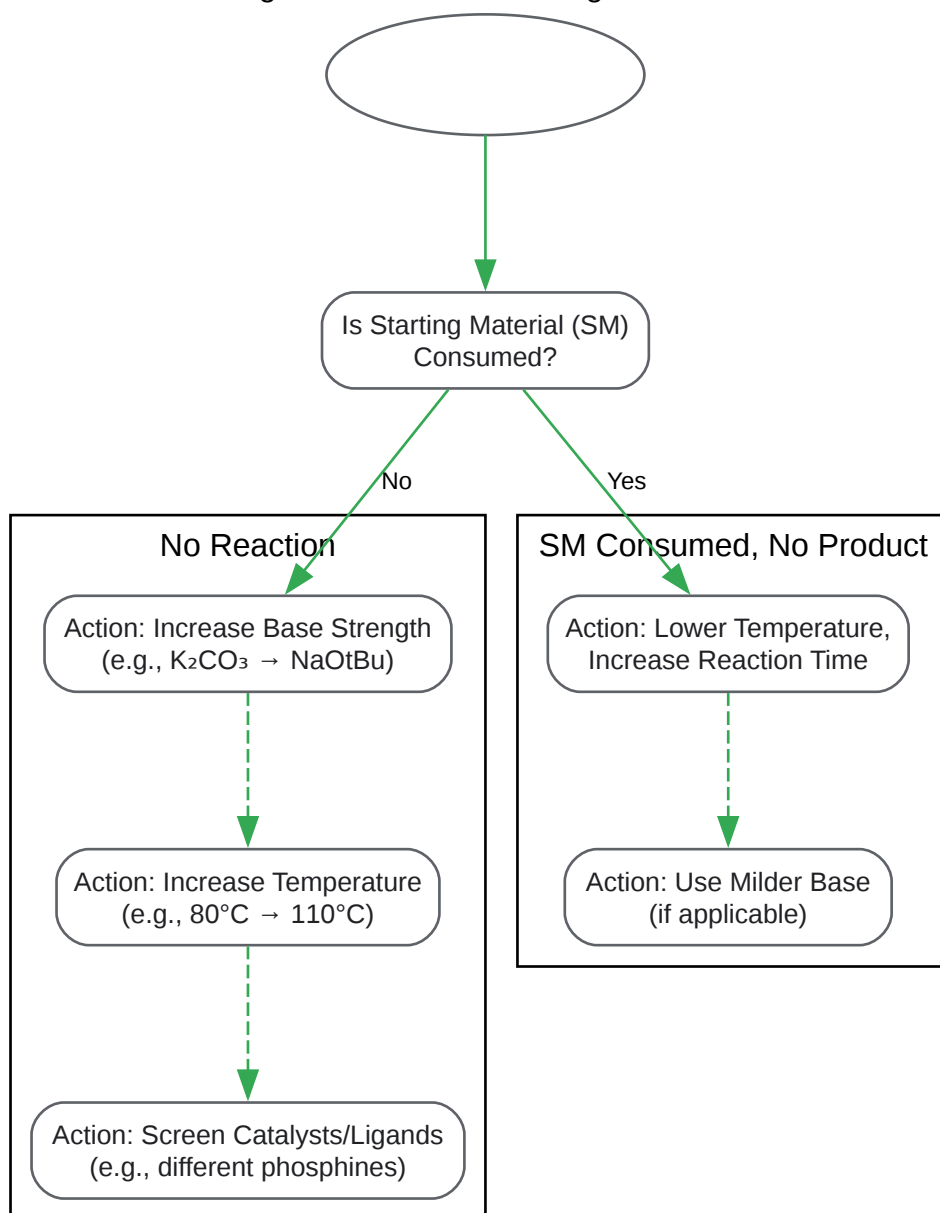 Is Starting Material (SM)
Consumed?
No
Yes
No Reaction
SM Consumed, No Product
Action: Increase Base Strength
(e.g., K₂CO₃ → NaOtBu)
Action: Lower Temperature,
Increase Reaction Time
Action: Increase Temperature
(e.g., 80°C → 110°C)
Action: Use Milder Base
(if applicable)
Action: Screen Catalysts/Ligands
(e.g., different phosphines)